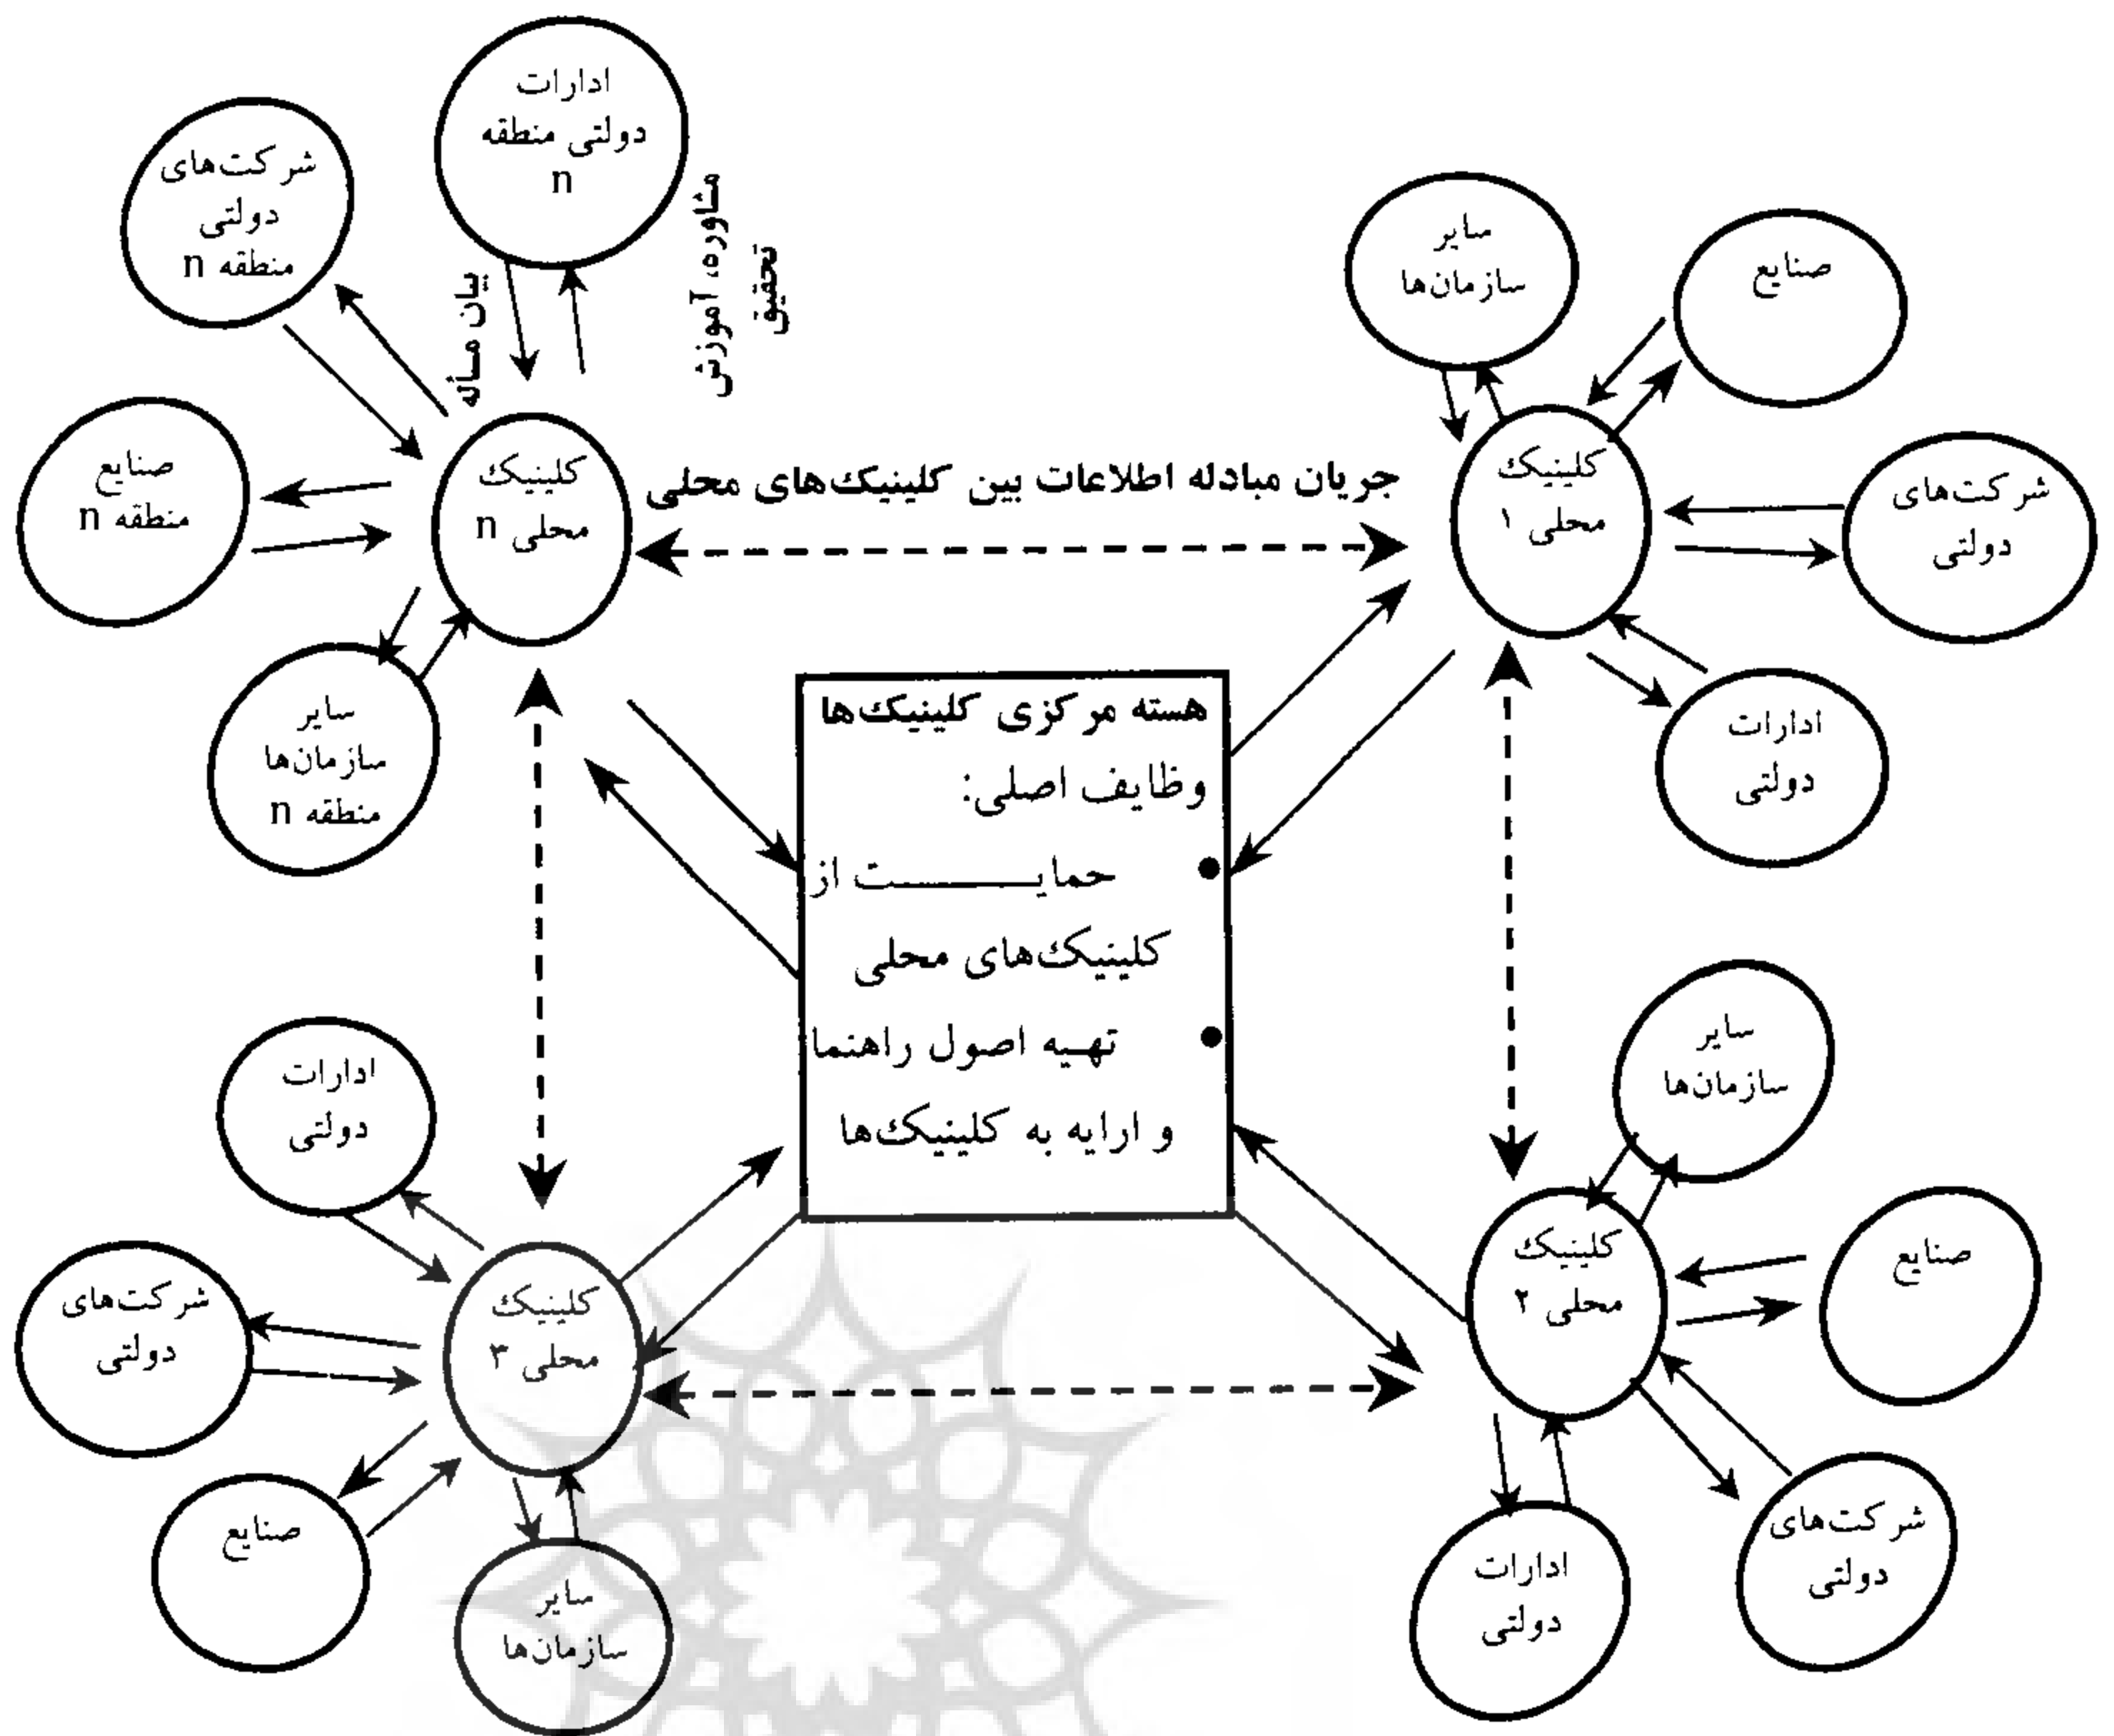 ادارات
دولتی منطقه
n
شرکت‌های
دولتی
منطقه n
بیان مسأله
مشاوره، آموزش
تحقیق
صنایع
منطقه n
کلینیک
محلی n
سایر
سازمان‌ها
منطقه n
جریان مبادله اطلاعات بین کلینیک‌های محلی
سایر
سازمان‌ها
صنایع
کلینیک
محلی ۱
شرکت‌های
دولتی
ادارات
دولتی
هسته مرکزی کلینیک‌ها
وظایف اصلی:
• حمایــــــــت از
کلینیک‌های محلی
• تهیه اصول راهنما
و ارایه به کلینیک‌ها
سایر
سازمان‌ها
کلینیک
محلی ۲
صنایع
شرکت‌های
دولتی
ادارات
دولتی
ادارات
دولتی
شرکت‌های
دولتی
کلینیک
محلی ۳
صنایع
سایر
سازمان‌ها